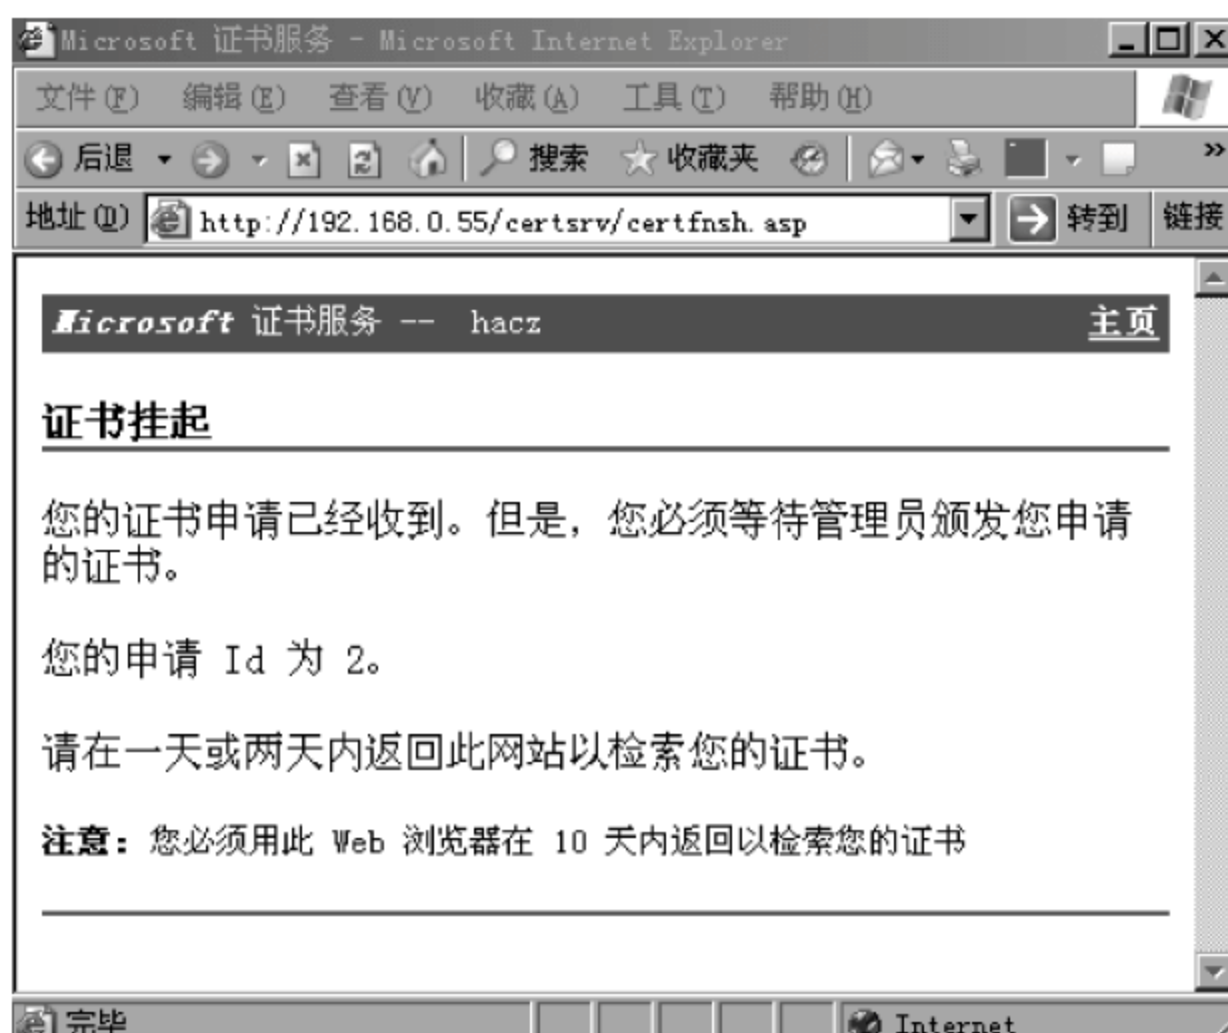 Microsoft 证书服务 - Microsoft Internet Explorer
文件(F) 编辑(E) 查看(V) 收藏(A) 工具(T) 帮助(H)
后退 搜索 收藏夹 »
地址(D) http://192.168.0.55/certsrv/certfnsh.asp 转到 链接
Microsoft 证书服务 -- hacz 主页
证书挂起
您的证书申请已经收到。但是，您必须等待管理员颁发您申请
的证书。
您的申请 Id 为 2。
请在一天或两天内返回此网站以检索您的证书。
注意：您必须用此 Web 浏览器在 10 天内返回以检索您的证书
完毕 Internet